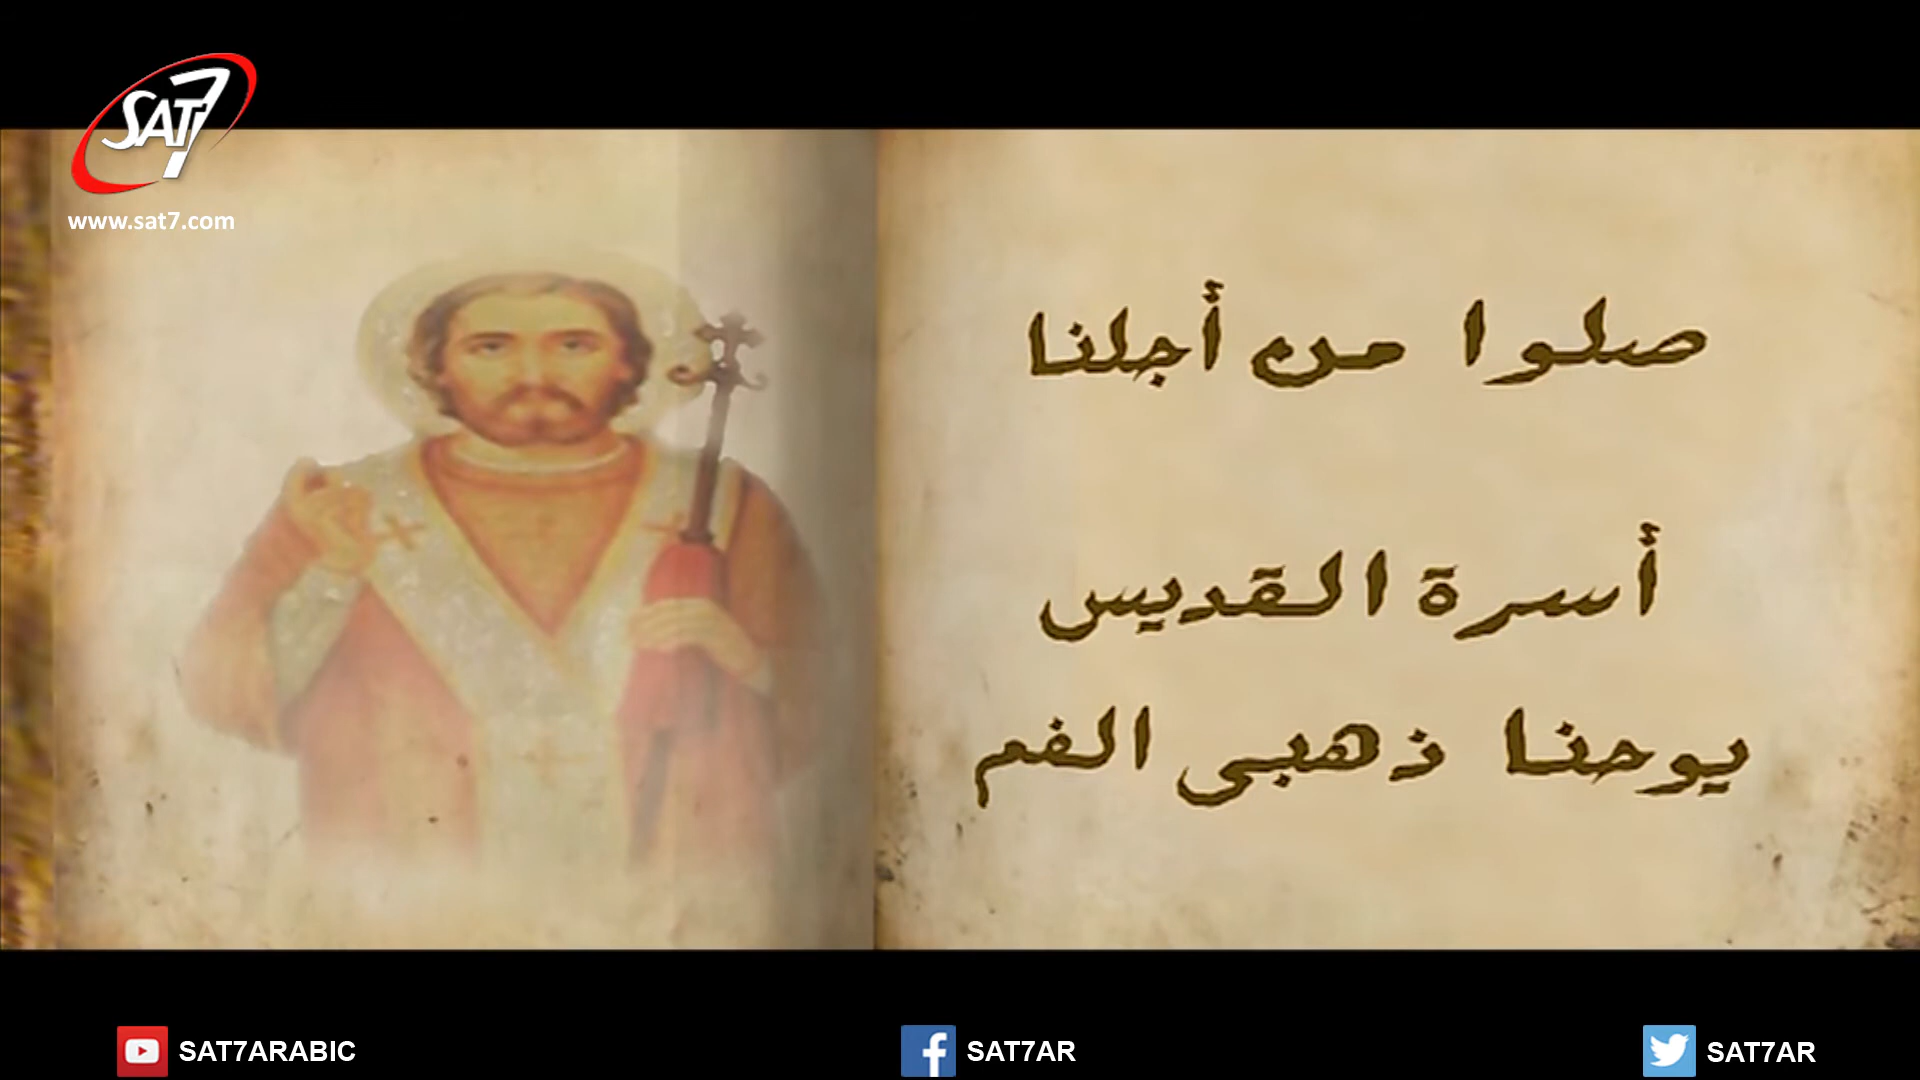 SAT7
www.sat7.com
صلوا من أجلنا
أسرة القديس
يوحنا ذهبى الفم
SAT7ARABIC
SAT7AR
SAT7AR